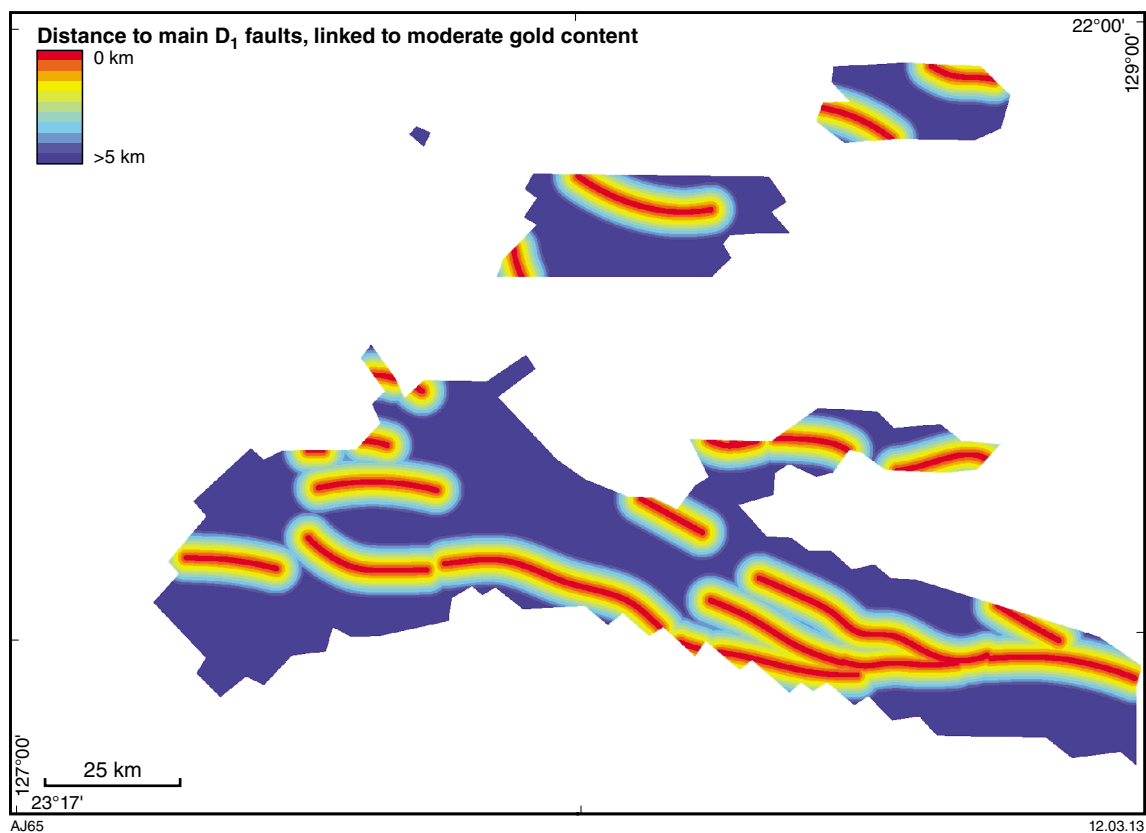 Distance to main D₁ faults, linked to moderate gold content
0 km
>5 km
22°00'
129°00'
127°00'
25 km
23°17'
AJ65
12.03.13